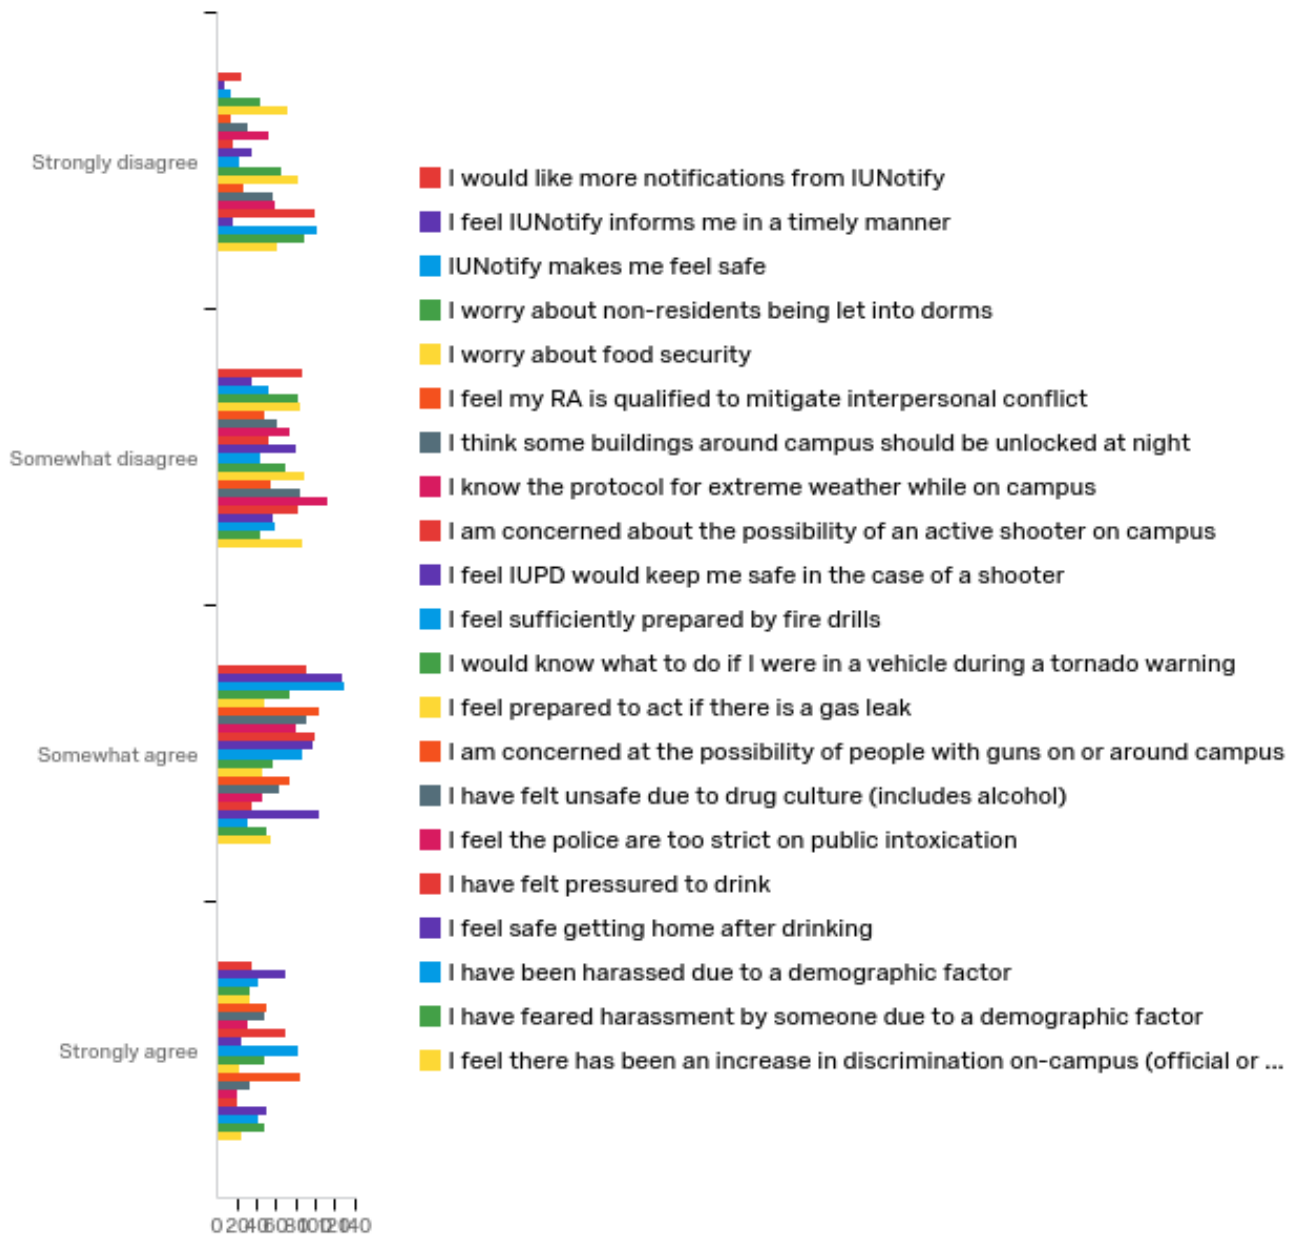 Strongly disagree
Somewhat disagree
Somewhat agree
Strongly agree
0 20 40 60 80 100 120 140
I would like more notifications from IUNotify
I feel IUNotify informs me in a timely manner
IUNotify makes me feel safe
I worry about non-residents being let into dorms
I worry about food security
I feel my RA is qualified to mitigate interpersonal conflict
I think some buildings around campus should be unlocked at night
I know the protocol for extreme weather while on campus
I am concerned about the possibility of an active shooter on campus
I feel IUPD would keep me safe in the case of a shooter
I feel sufficiently prepared by fire drills
I would know what to do if I were in a vehicle during a tornado warning
I feel prepared to act if there is a gas leak
I am concerned at the possibility of people with guns on or around campus
I have felt unsafe due to drug culture (includes alcohol)
I feel the police are too strict on public intoxication
I have felt pressured to drink
I feel safe getting home after drinking
I have been harassed due to a demographic factor
I have feared harassment by someone due to a demographic factor
I feel there has been an increase in discrimination on-campus (official or ...